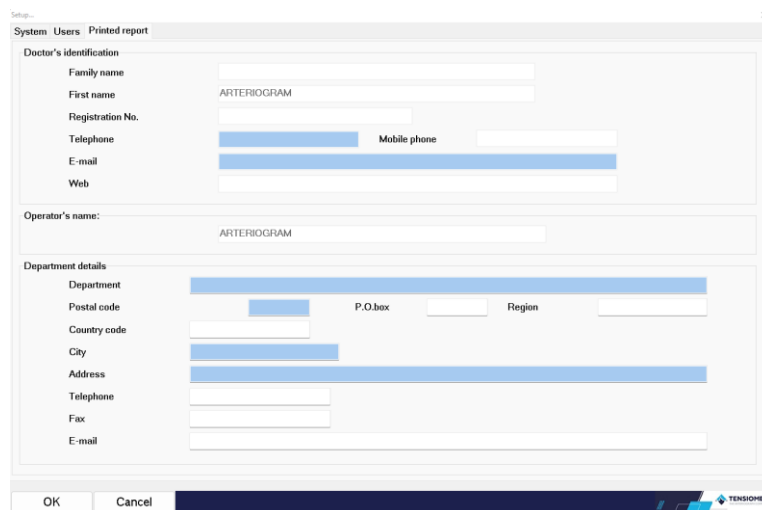 Setup...
System Users Printed report
Doctor's identification
Family name
First name ARTERIOGRAM
Registration No.
Telephone Mobile phone
E-mail
Web
Operator's name:
ARTERIOGRAM
Department details
Department
Postal code P.O.box Region
Country code
City
Address
Telephone
Fax
E-mail
OK Cancel